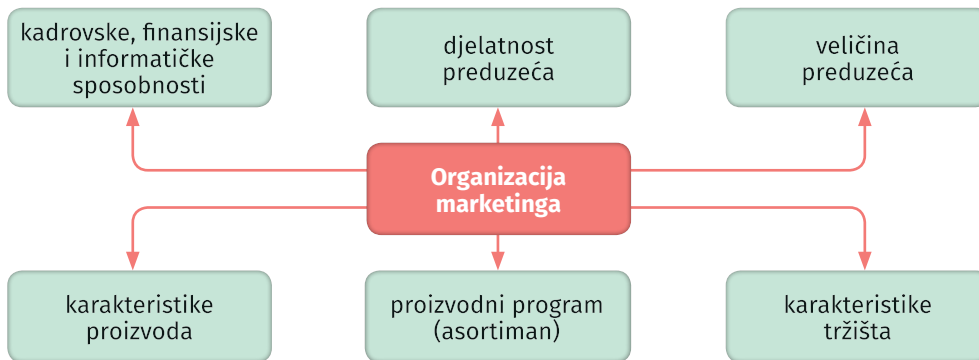 kadrovske, finansijske
i informatičke
sposobnosti
djelatnost
preduzeća
veličina
preduzeća
Organizacija
marketinga
karakteristike
proizvoda
proizvodni program
(asortiman)
karakteristike
tržišta